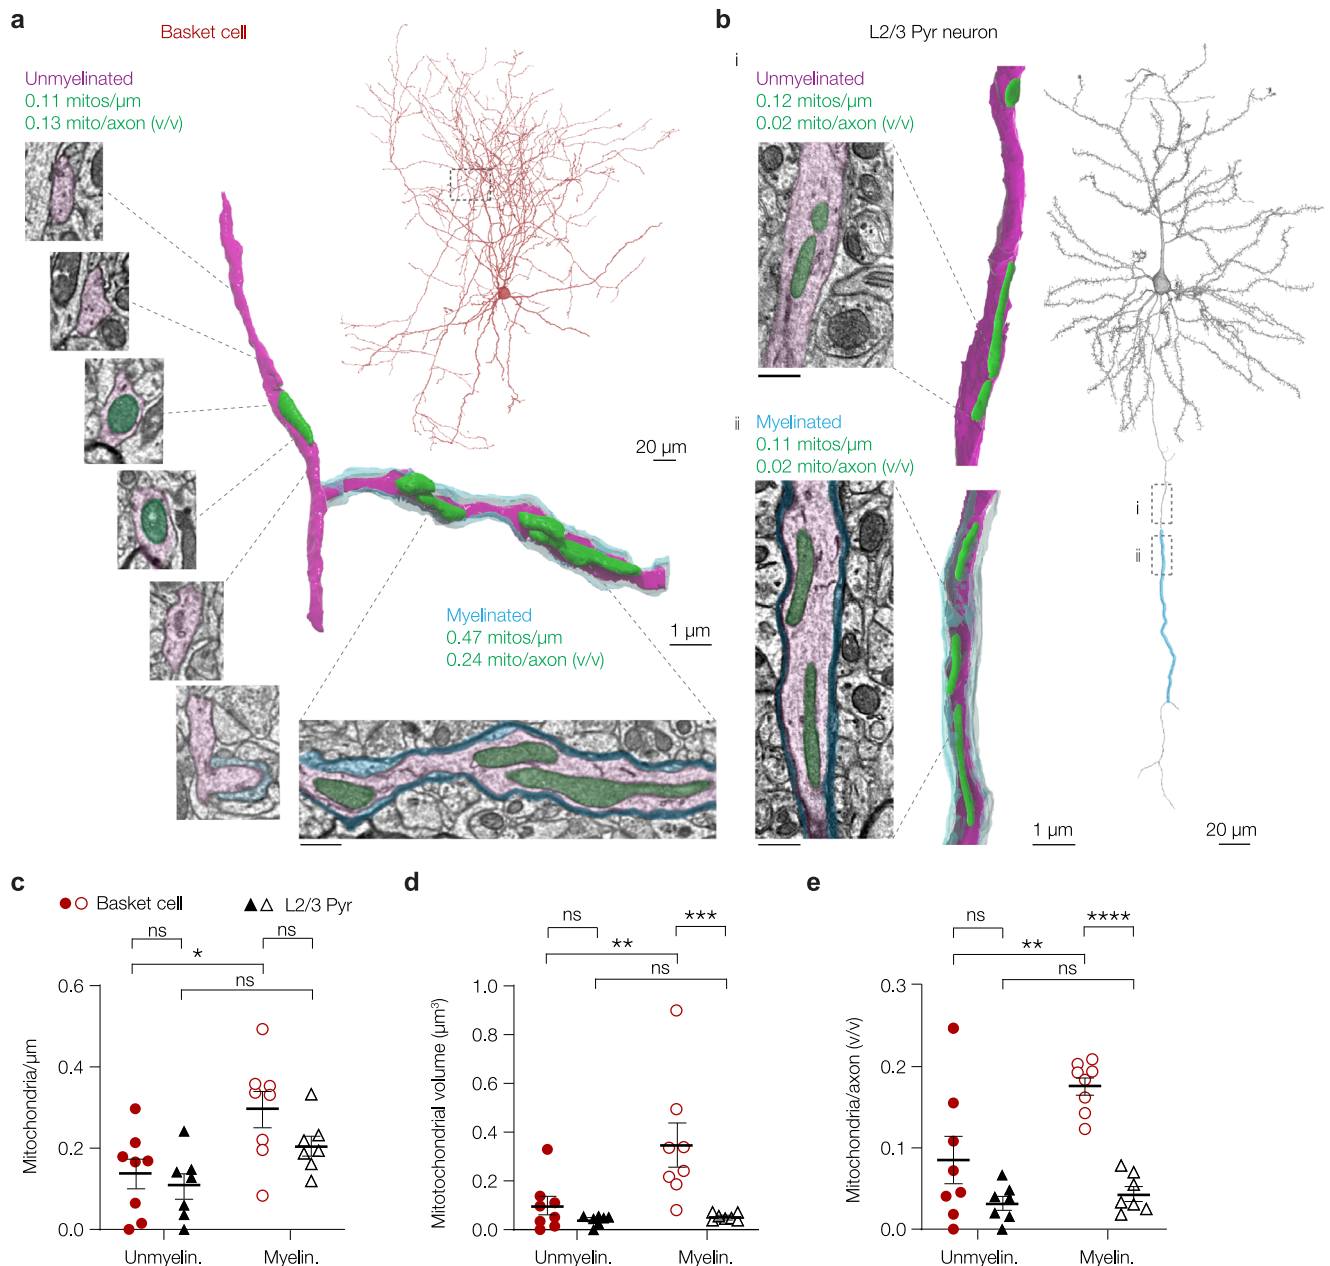 a
Basket cell
Unmyelinated
0.11 mitos/µm
0.13 mito/axon (v/v)
20 µm
Myelinated
0.47 mitos/µm
0.24 mito/axon (v/v)
1 µm
b
L2/3 Pyr neuron
i
Unmyelinated
0.12 mitos/µm
0.02 mito/axon (v/v)
ii
Myelinated
0.11 mitos/µm
0.02 mito/axon (v/v)
i
ii
1 µm
20 µm
c
Basket cell
L2/3 Pyr
ns
ns
*
ns
Mitochondria/µm
0.6
0.4
0.2
0.0
Unmyelin.
Myelin.
d
ns
***
**
ns
Mitotochondrial volume (µm³)
1.0
0.8
0.6
0.4
0.2
0.0
Unmyelin.
Myelin.
e
ns
****
**
ns
Mitochondria/axon (v/v)
0.3
0.2
0.1
0.0
Unmyelin.
Myelin.